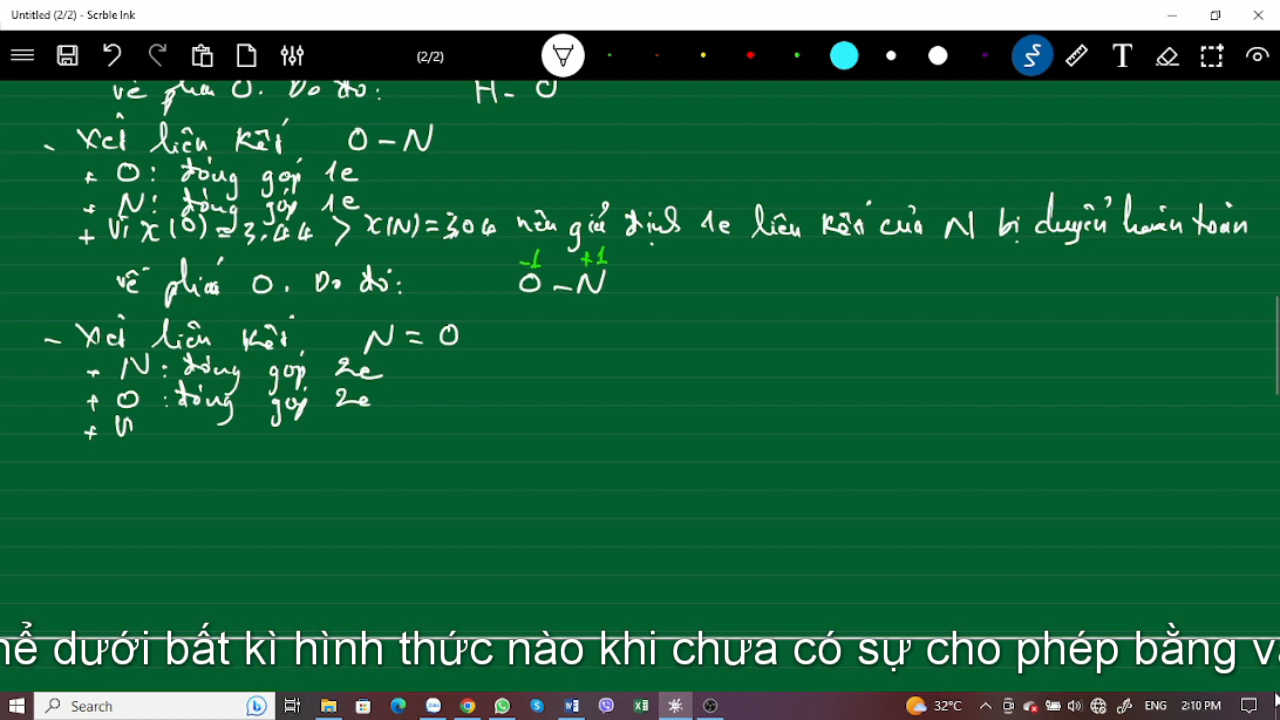 Untitled (2/2) - Scrble Ink
(2/2)
về phía O. Do đó: H - O
- Xét liên kết O - N
+ O: đóng góp 1e
+ N: đóng góp 1e
+ Vì χ(O) = 3.44 > χ(N) = 3,04 nên giả định 1e liên kết của N bị chuyển hoàn toàn
-1 +1
về phía O. Do đó: O - N
- Xét liên kết N = O
+ N: đóng góp 2e
+ O: đóng góp 2e
+ V
hể dưới bất kì hình thức nào khi chưa có sự cho phép bằng v
Search
32°C
ENG
2:10 PM